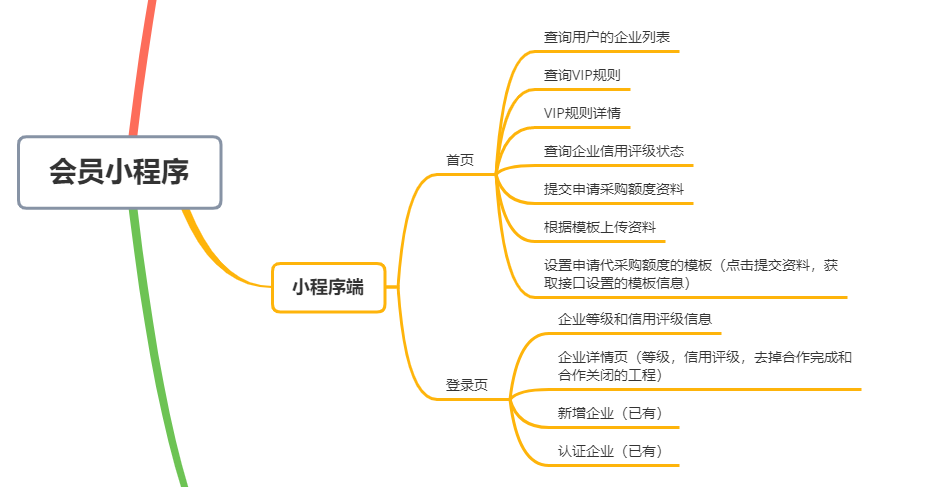 会员小程序
小程序端
首页
查询用户的企业列表
查询VIP规则
VIP规则详情
查询企业信用评级状态
提交申请采购额度资料
根据模板上传资料
设置申请代采购额度的模板（点击提交资料，获
取接口设置的模板信息）
登录页
企业等级和信用评级信息
企业详情页（等级，信用评级，去掉合作完成和
合作关闭的工程）
新增企业（已有）
认证企业（已有）